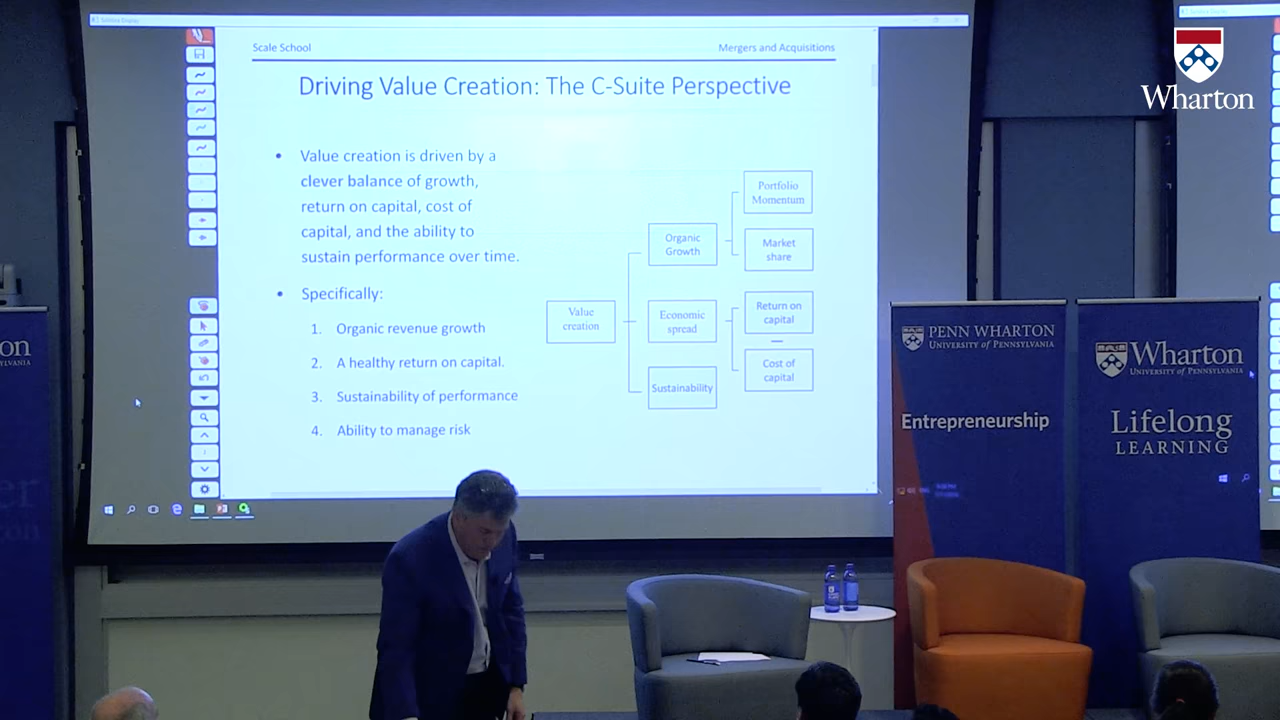 Scale School
Mergers and Acquisitions
Driving Value Creation: The C-Suite Perspective
• Value creation is driven by a
clever balance of growth,
return on capital, cost of
capital, and the ability to
sustain performance over time.
• Specifically:
1. Organic revenue growth
2. A healthy return on capital.
3. Sustainability of performance
4. Ability to manage risk
Value
creation
Organic
Growth
Economic
spread
Sustainability
Portfolio
Momentum
Market
share
Return on
capital
Cost of
capital
Wharton
PENN WHARTON
UNIVERSITY of PENNSYLVANIA
Entrepreneurship
Wharton
UNIVERSITY of PENNSYLVANIA
Lifelong
LEARNING